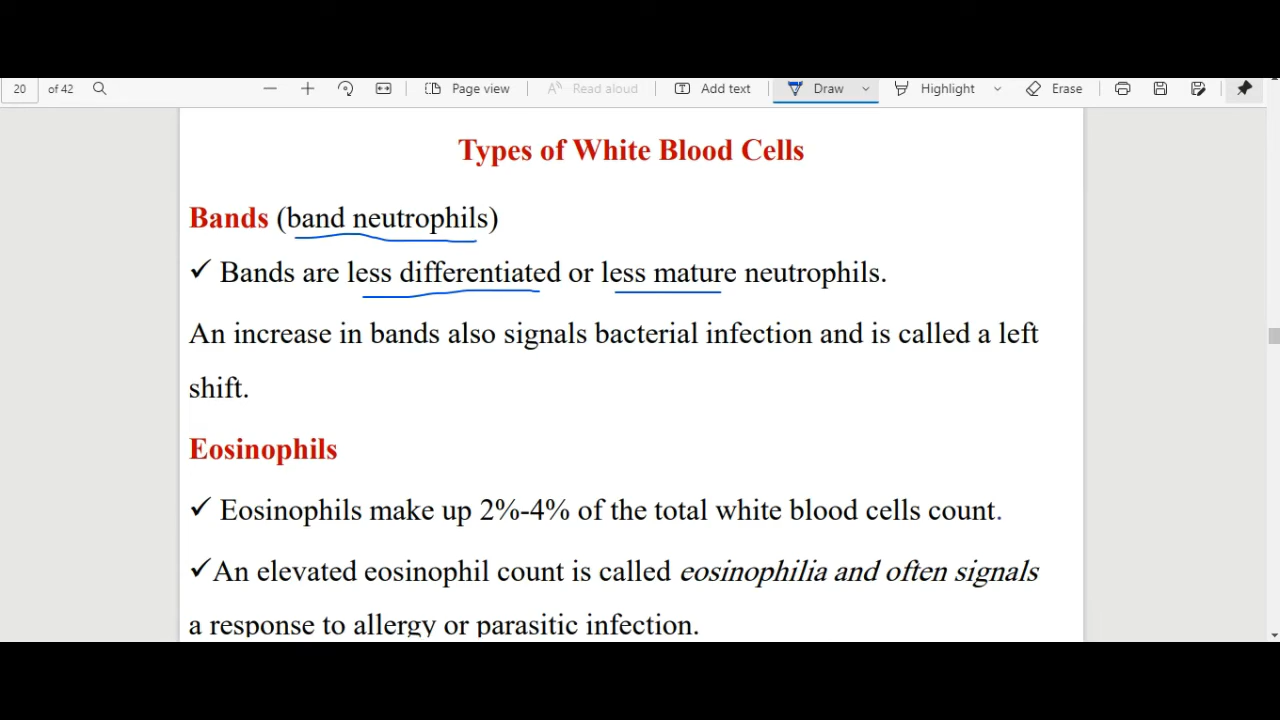 20 of 42 Page view Read aloud Add text Draw Highlight Erase
Types of White Blood Cells
Bands (band neutrophils)
✓ Bands are less differentiated or less mature neutrophils.
An increase in bands also signals bacterial infection and is called a left
shift.
Eosinophils
✓ Eosinophils make up 2%-4% of the total white blood cells count.
✓An elevated eosinophil count is called eosinophilia and often signals
a response to allergy or parasitic infection.